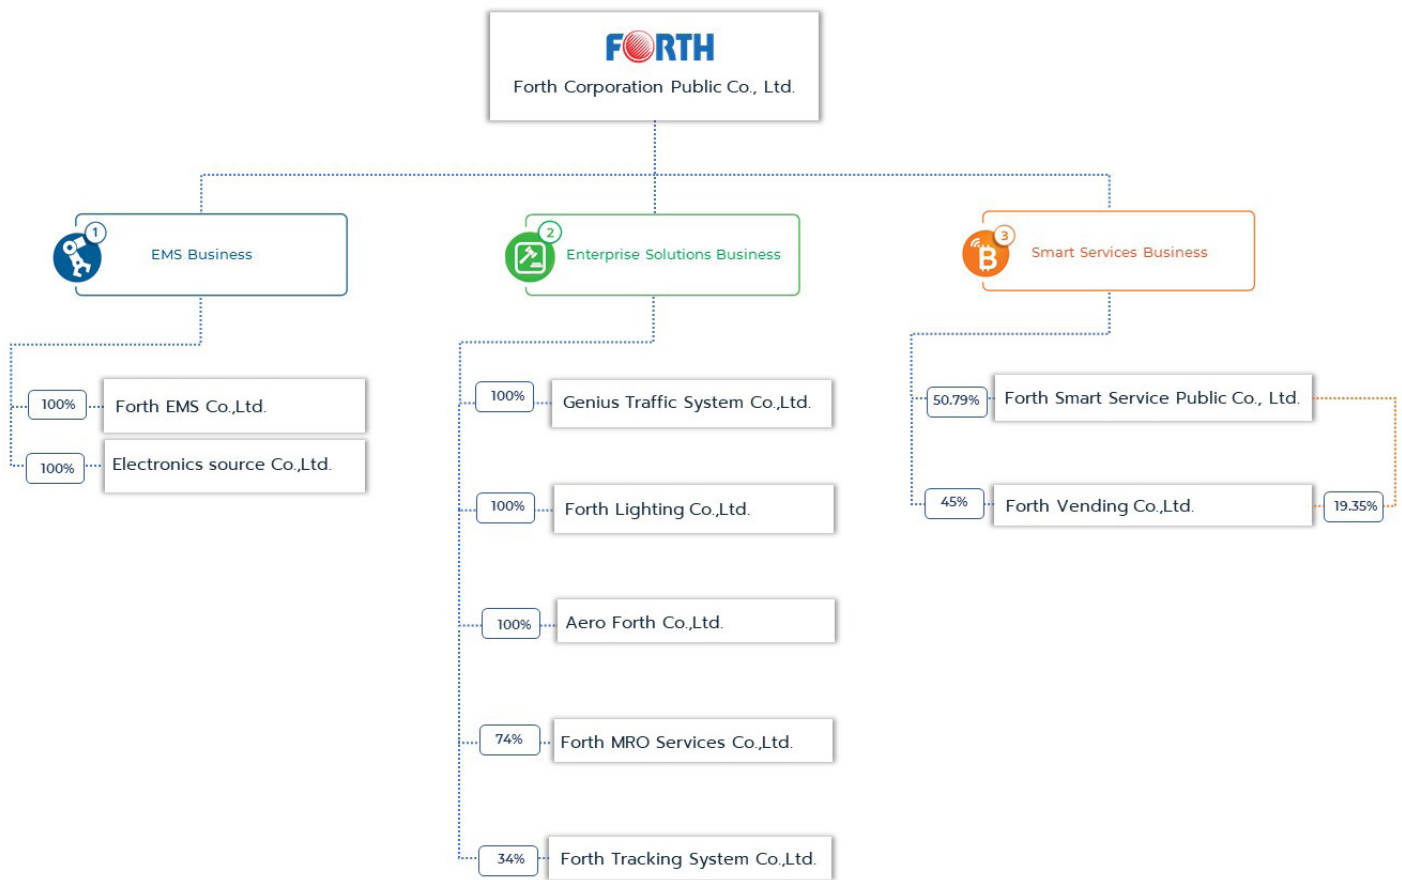 FORTH
Forth Corporation Public Co., Ltd.
1
EMS Business
2
Enterprise Solutions Business
3
Smart Services Business
100%
Forth EMS Co.,Ltd.
100%
Electronics source Co.,Ltd.
100%
Genius Traffic System Co.,Ltd.
100%
Forth Lighting Co.,Ltd.
100%
Aero Forth Co.,Ltd.
74%
Forth MRO Services Co.,Ltd.
34%
Forth Tracking System Co.,Ltd.
50.79%
Forth Smart Service Public Co., Ltd.
45%
Forth Vending Co.,Ltd.
19.35%